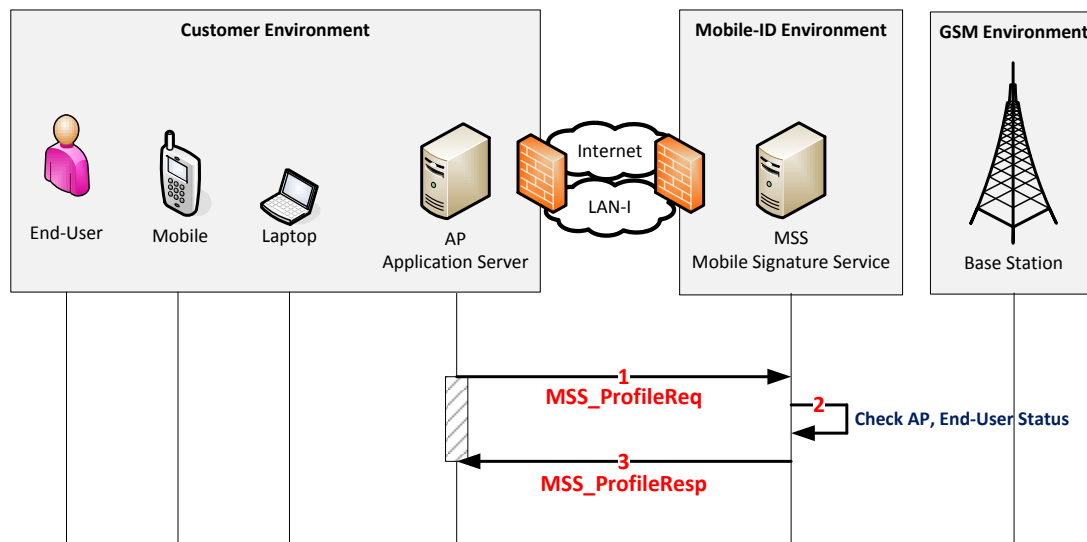 Customer Environment
Mobile-ID Environment
GSM Environment
Internet
LAN-I
End-User
Mobile
Laptop
AP
Application Server
MSS
Mobile Signature Service
Base Station
1
MSS_ProfileReq
2
Check AP, End-User Status
3
MSS_ProfileResp